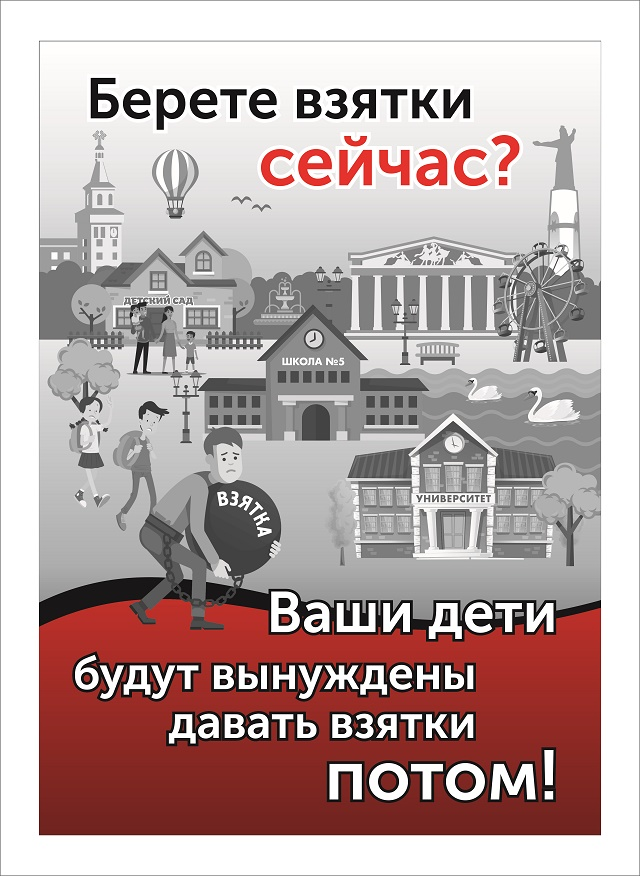 Берете взятки
сейчас?
ДЕТСКИЙ САД
ШКОЛА №5
ВЗЯТКА
УНИВЕРСИТЕТ
Ваши дети
будут вынуждены
давать взятки
потом!